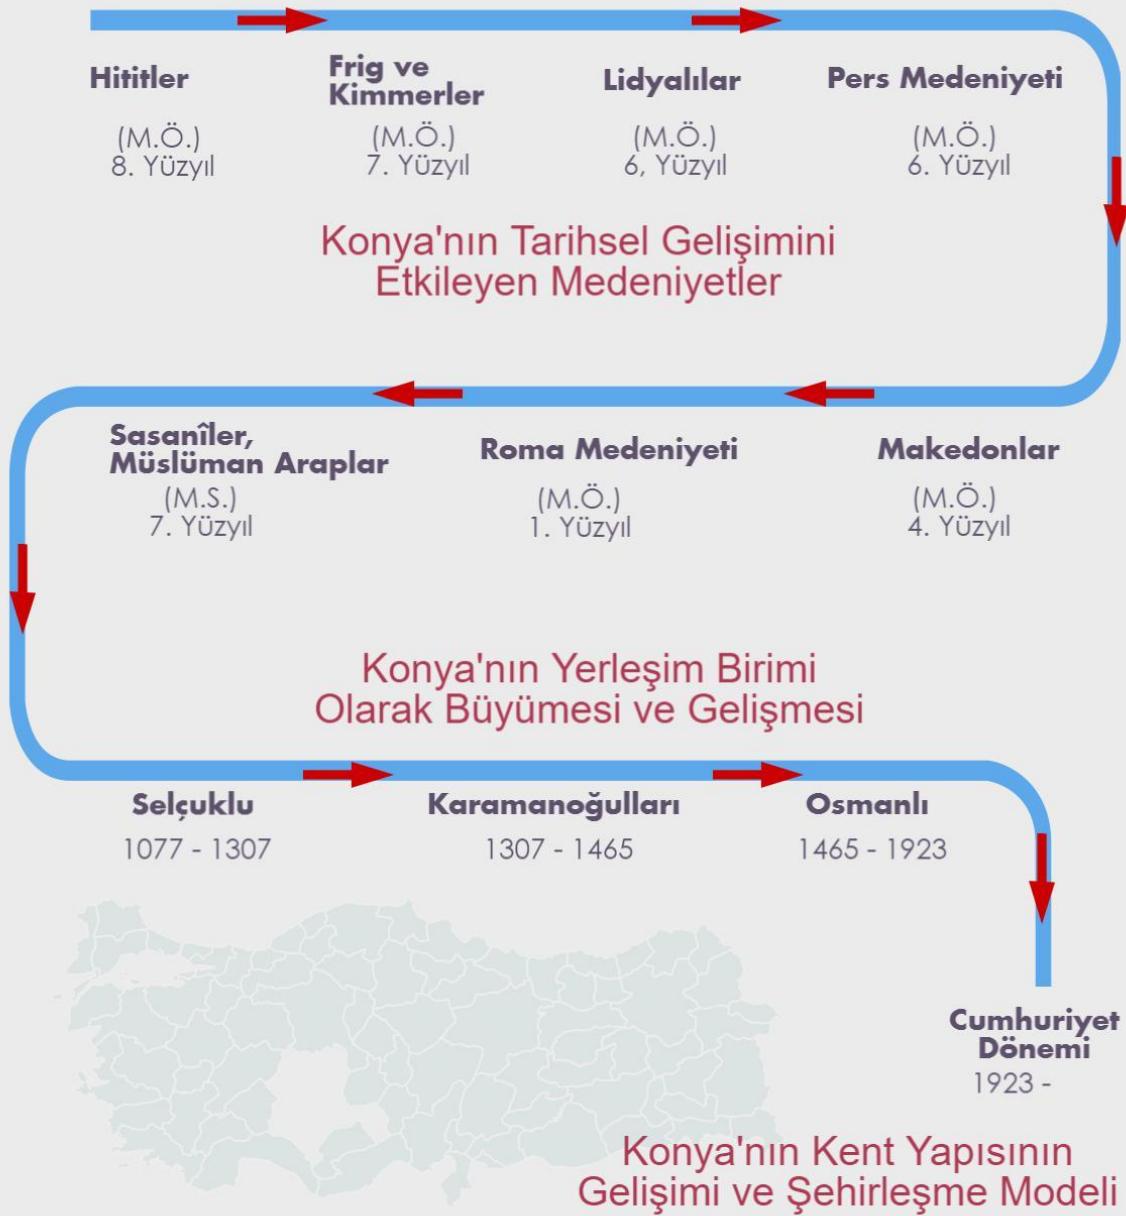 Hititler
(M.Ö.)
8. Yüzyıl
Frig ve
Kimmerler
(M.Ö.)
7. Yüzyıl
Lidyalılar
(M.Ö.)
6, Yüzyıl
Pers Medeniyeti
(M.Ö.)
6. Yüzyıl
Konya'nın Tarihsel Gelişimini
Etkileyen Medeniyetler
Makedonlar
(M.Ö.)
4. Yüzyıl
Roma Medeniyeti
(M.Ö.)
1. Yüzyıl
Sasanîler,
Müslüman Araplar
(M.S.)
7. Yüzyıl
Konya'nın Yerleşim Birimi
Olarak Büyümesi ve Gelişmesi
Selçuklu
1077 - 1307
Karamanoğulları
1307 - 1465
Osmanlı
1465 - 1923
Cumhuriyet
Dönemi
1923 -
Konya'nın Kent Yapısının
Gelişimi ve Şehirleşme Modeli